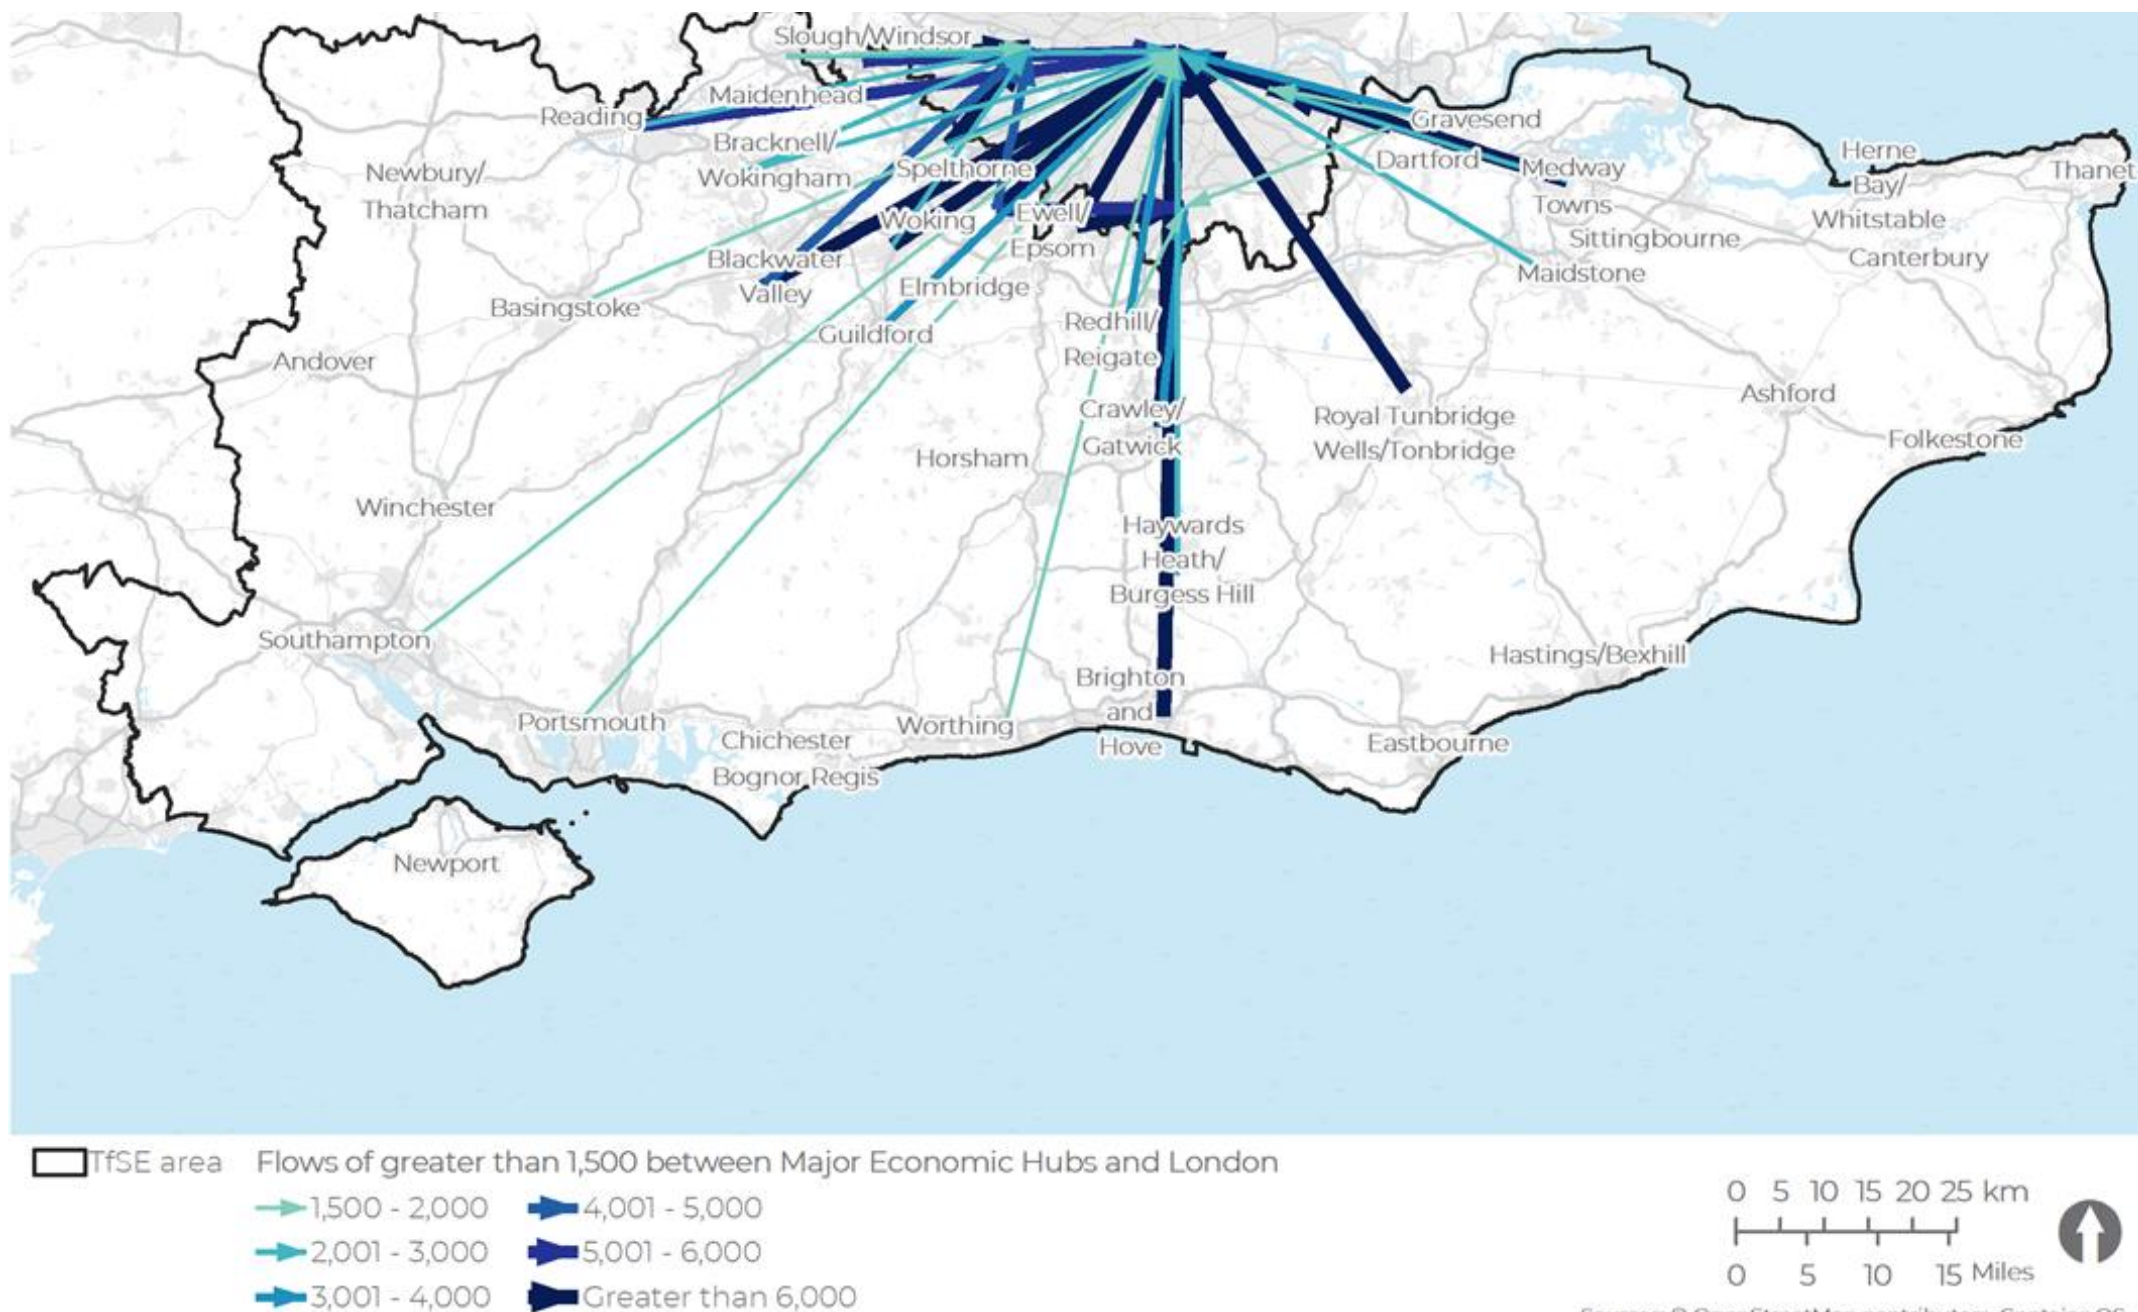 Slough/Windsor
Maidenhead
Reading
Bracknell/
Wokingham
Newbury/
Thatcham
Spelthorne
Woking
Ewell/
Epsom
Gravesend
Dartford
Medway
Towns
Herne
Bay/
Whitstable
Thanet
Sittingbourne
Canterbury
Maidstone
Blackwater
Valley
Elmbridge
Basingstoke
Guildford
Redhill/
Reigate
Andover
Ashford
Crawley/
Gatwick
Royal Tunbridge
Wells/Tonbridge
Folkestone
Horsham
Winchester
Haywards
Heath/
Burgess Hill
Southampton
Hastings/Bexhill
Brighton
and
Hove
Portsmouth
Worthing
Chichester
Bognor Regis
Eastbourne
Newport
TfSE area
Flows of greater than 1,500 between Major Economic Hubs and London
1,500 - 2,000
4,001 - 5,000
2,001 - 3,000
5,001 - 6,000
3,001 - 4,000
Greater than 6,000
0 5 10 15 20 25 km
0 5 10 15 Miles